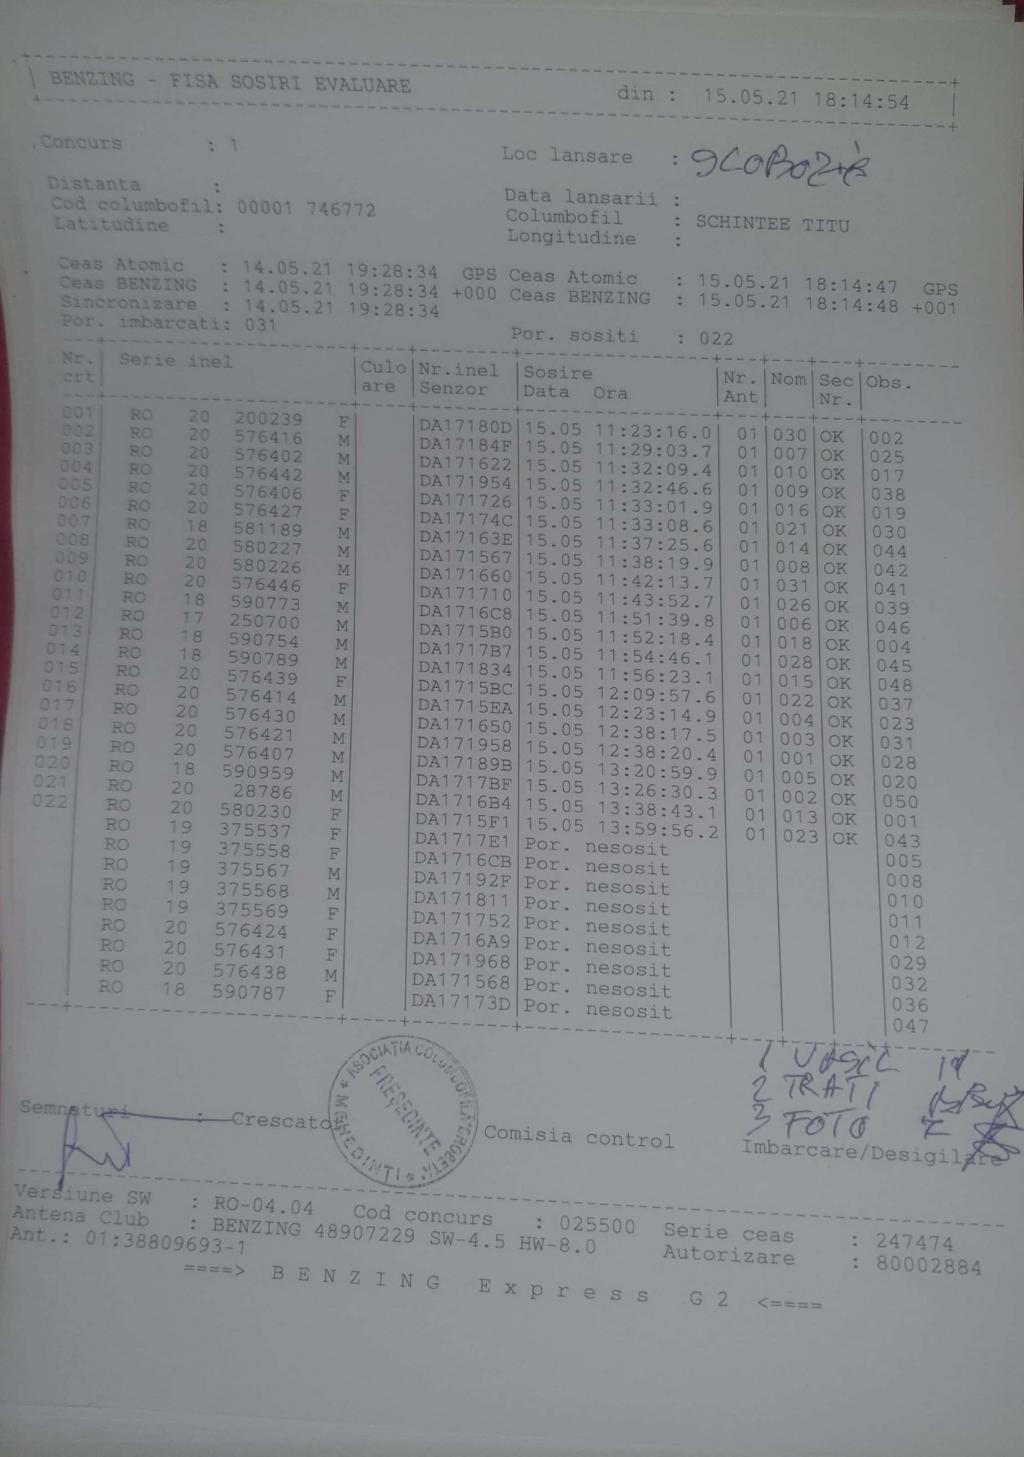 BENZING - FISA SOSIRI EVALUARE din : 15.05.21 18:14:54
Concurs : 1 Loc lansare :
Distanta : Data lansarii :
Cod columbofil: 00001 746772 Columbofil : SCHINTEE TITU
Latitudine : Longitudine :
Ceas Atomic : 14.05.21 19:28:34 GPS Ceas Atomic : 15.05.21 18:14:47 GPS
Ceas BENZING : 14.05.21 19:28:34 +000 Ceas BENZING : 15.05.21 18:14:48 +001
Sincronizare : 14.05.21 19:28:34
Por. imbarcati: 031 Por. sositi : 022
Nr. Serie inel Culo Nr.inel Sosire Nr. Nom Sec Obs.
crt are Senzor Data Ora Ant Nr.
001 RO 20 200239 F DA17180D 15.05 11:23:16.0 01 030 OK 002
002 RO 20 576416 M DA17184F 15.05 11:29:03.7 01 007 OK 025
003 RO 20 576402 M DA171622 15.05 11:32:09.4 01 010 OK 017
004 RO 20 576442 M DA171954 15.05 11:32:46.6 01 009 OK 038
005 RO 20 576406 F DA171726 15.05 11:33:01.9 01 016 OK 019
006 RO 20 576427 F DA17174C 15.05 11:33:08.6 01 021 OK 030
007 RO 18 581189 M DA17163E 15.05 11:37:25.6 01 014 OK 044
008 RO 20 580227 M DA171567 15.05 11:38:19.9 01 008 OK 042
009 RO 20 580226 M DA171660 15.05 11:42:13.7 01 031 OK 041
010 RO 20 576446 F DA171710 15.05 11:43:52.7 01 026 OK 039
011 RO 18 590773 M DA1716C8 15.05 11:51:39.8 01 006 OK 046
012 RO 17 250700 M DA1715B0 15.05 11:52:18.4 01 018 OK 004
013 RO 18 590754 M DA1717B7 15.05 11:54:46.1 01 028 OK 045
014 RO 18 590789 M DA171834 15.05 11:56:23.1 01 015 OK 048
015 RO 20 576439 F DA1715BC 15.05 12:09:57.6 01 022 OK 037
016 RO 20 576414 M DA1715EA 15.05 12:23:14.9 01 004 OK 023
017 RO 20 576430 M DA171650 15.05 12:38:17.5 01 003 OK 031
018 RO 20 576421 M DA171958 15.05 12:38:20.4 01 001 OK 028
019 RO 20 576407 M DA17189B 15.05 13:20:59.9 01 005 OK 020
020 RO 18 590959 M DA1717BF 15.05 13:26:30.3 01 002 OK 050
021 RO 20 28786 M DA1716B4 15.05 13:38:43.1 01 013 OK 001
022 RO 20 580230 F DA1715F1 15.05 13:59:56.2 01 023 OK 043
RO 19 375537 F DA1717E1 Por. nesosit 005
RO 19 375558 F DA1716CB Por. nesosit 008
RO 19 375567 M DA17192F Por. nesosit 010
RO 19 375568 M DA171811 Por. nesosit 011
RO 19 375569 F DA171752 Por. nesosit 012
RO 20 576424 F DA1716A9 Por. nesosit 029
RO 20 576431 F DA171968 Por. nesosit 032
RO 20 576438 M DA171568 Por. nesosit 036
RO 18 590787 F DA17173D Por. nesosit 047
1 VASIL
2 TRATI
3 FOTO
ASOCIATIA COLUMBOFILA "DROBETA" MEHEDINTI
PRESEDINTE
Semnaturi : Crescator Comisia control Imbarcare/Desigilare
Versiune SW : RO-04.04 Cod concurs : 025500 Serie ceas : 247474
Antena Club : BENZING 48907229 SW-4.5 HW-8.0 Autorizare : 80002884
Ant.: 01:38809693-1
====> B E N Z I N G E x p r e s s G 2 <====